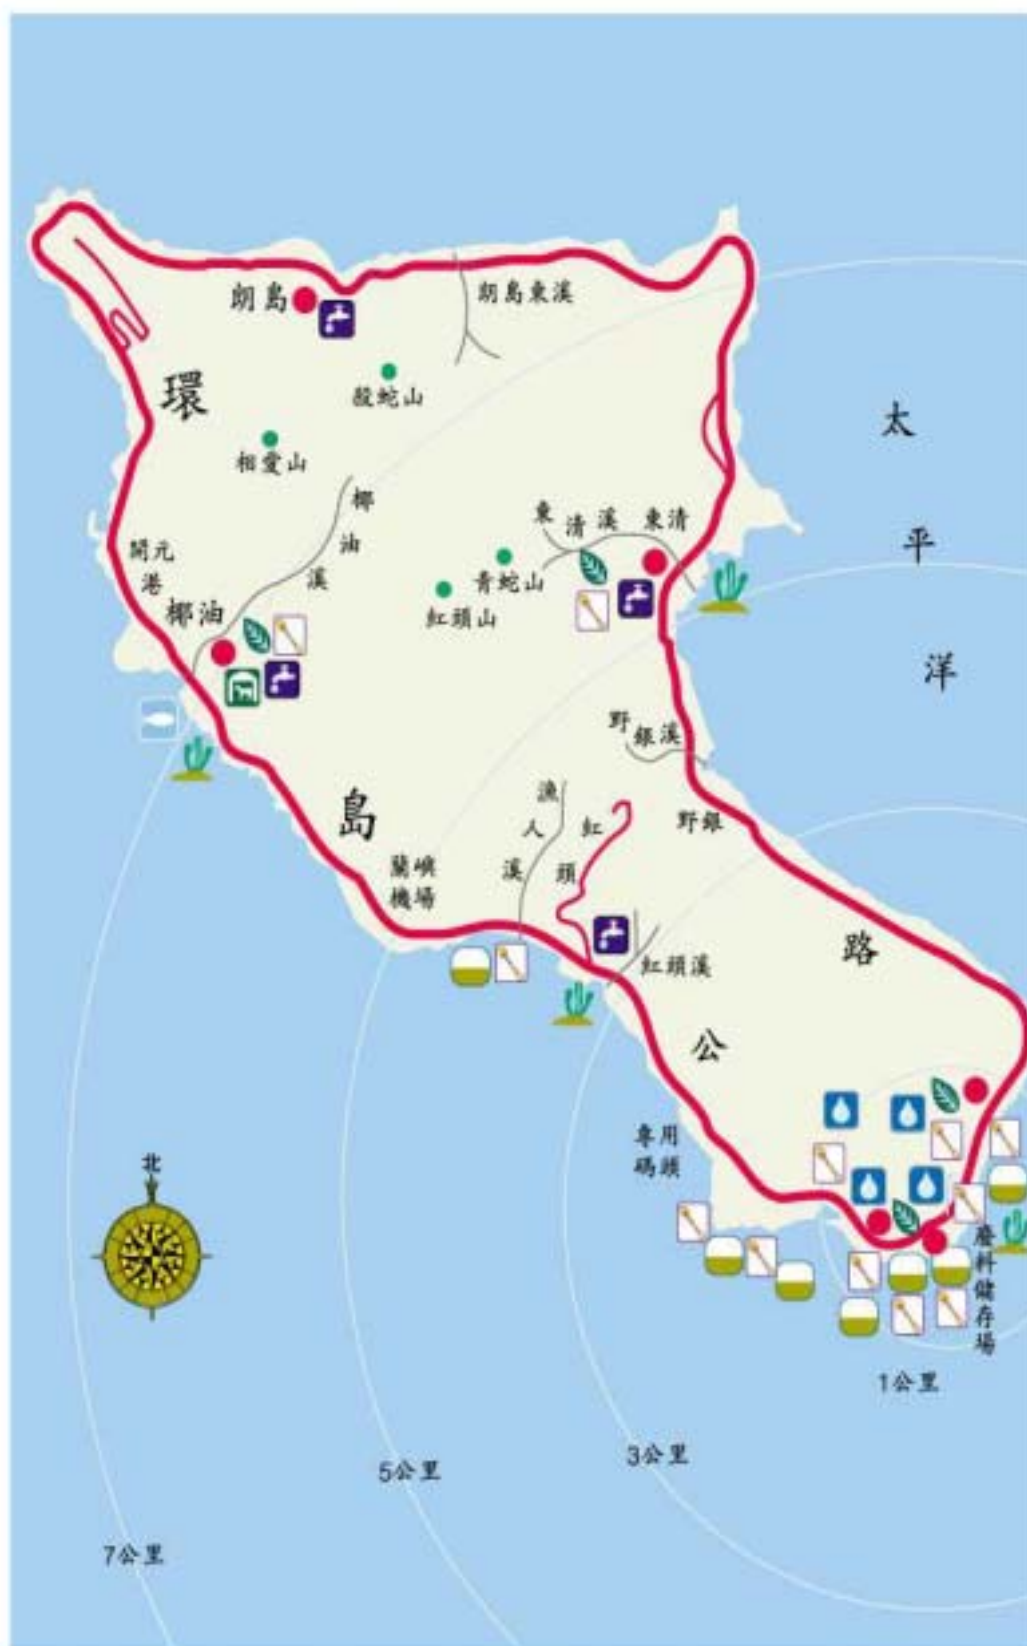 朗島
朗島東溪
環
殺蛇山
相愛山
太平洋
椰油溪
東清溪
東清
開元港
青蛇山
紅頭山
椰油
野銀溪
島
漁人溪
紅頭
野銀
蘭嶼
機場
路
紅頭溪
公
專用
碼頭
北
廢料儲存場
1公里
3公里
5公里
7公里